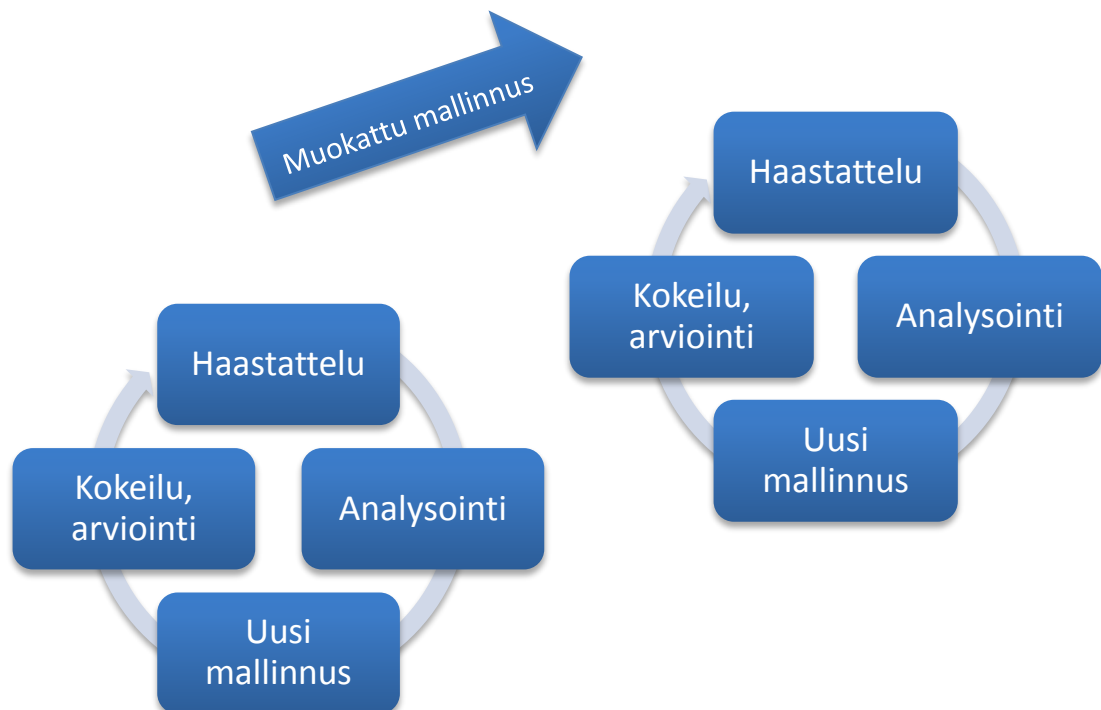 Muokattu mallinnus
Haastattelu
Analysointi
Uusi
mallinnus
Kokeilu,
arviointi
Haastattelu
Analysointi
Uusi
mallinnus
Kokeilu,
arviointi